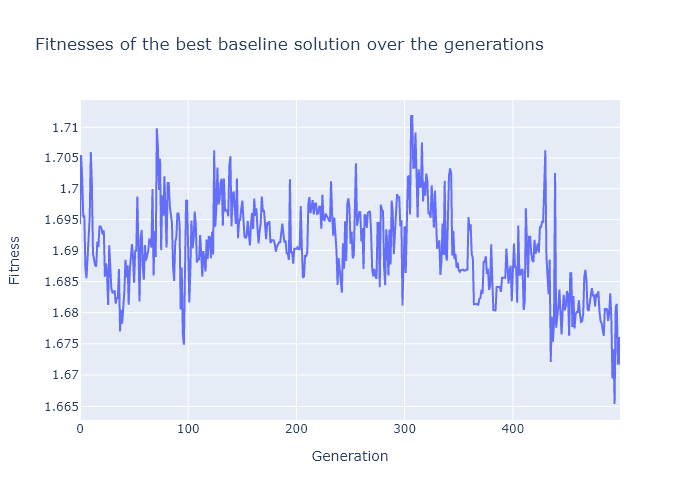 Fitnesses of the best baseline solution over the generations
1.71
1.705
1.7
1.695
1.69
1.685
1.68
1.675
1.67
1.665
0 100 200 300 400
Generation
Fitness